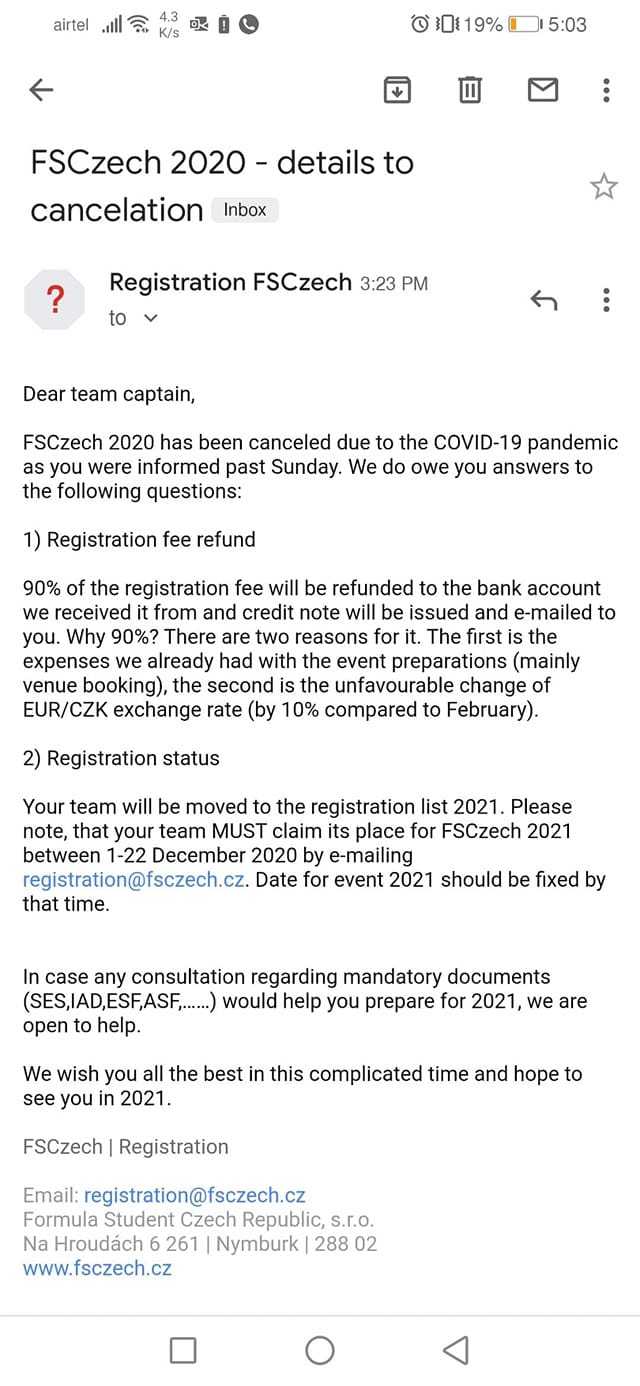 airtel 4.3 K/s 19% 5:03
FSCzech 2020 - details to
cancelation Inbox
? Registration FSCzech 3:23 PM
to
Dear team captain,
FSCzech 2020 has been canceled due to the COVID-19 pandemic
as you were informed past Sunday. We do owe you answers to
the following questions:
1) Registration fee refund
90% of the registration fee will be refunded to the bank account
we received it from and credit note will be issued and e-mailed to
you. Why 90%? There are two reasons for it. The first is the
expenses we already had with the event preparations (mainly
venue booking), the second is the unfavourable change of
EUR/CZK exchange rate (by 10% compared to February).
2) Registration status
Your team will be moved to the registration list 2021. Please
note, that your team MUST claim its place for FSCzech 2021
between 1-22 December 2020 by e-mailing
registration@fsczech.cz. Date for event 2021 should be fixed by
that time.
In case any consultation regarding mandatory documents
(SES,IAD,ESF,ASF,......) would help you prepare for 2021, we are
open to help.
We wish you all the best in this complicated time and hope to
see you in 2021.
FSCzech | Registration
Email: registration@fsczech.cz
Formula Student Czech Republic, s.r.o.
Na Hroudách 6 261 | Nymburk | 288 02
www.fsczech.cz